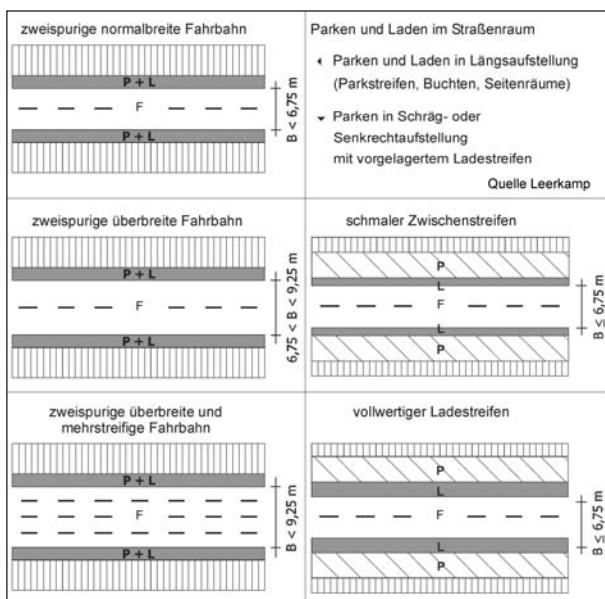 zweispurige normalbreite Fahrbahn
P + L
F
P + L
B < 6,75 m
Parken und Laden im Straßenraum
Parken und Laden in Längsaufstellung
(Parkstreifen, Buchten, Seitenräume)
Parken in Schräg- oder
Senkrechtaufstellung
mit vorgelagertem Ladestreifen
Quelle Leerkamp
zweispurige überbreite Fahrbahn
P + L
F
P + L
6,75 < B < 9,25 m
schmaler Zwischenstreifen
P
L
F
L
P
B ≤ 6,75 m
zweispurige überbreite und
mehrstreifige Fahrbahn
P + L
F
P + L
B < 9,25 m
vollwertiger Ladestreifen
P
L
F
L
P
B ≤ 6,75 m